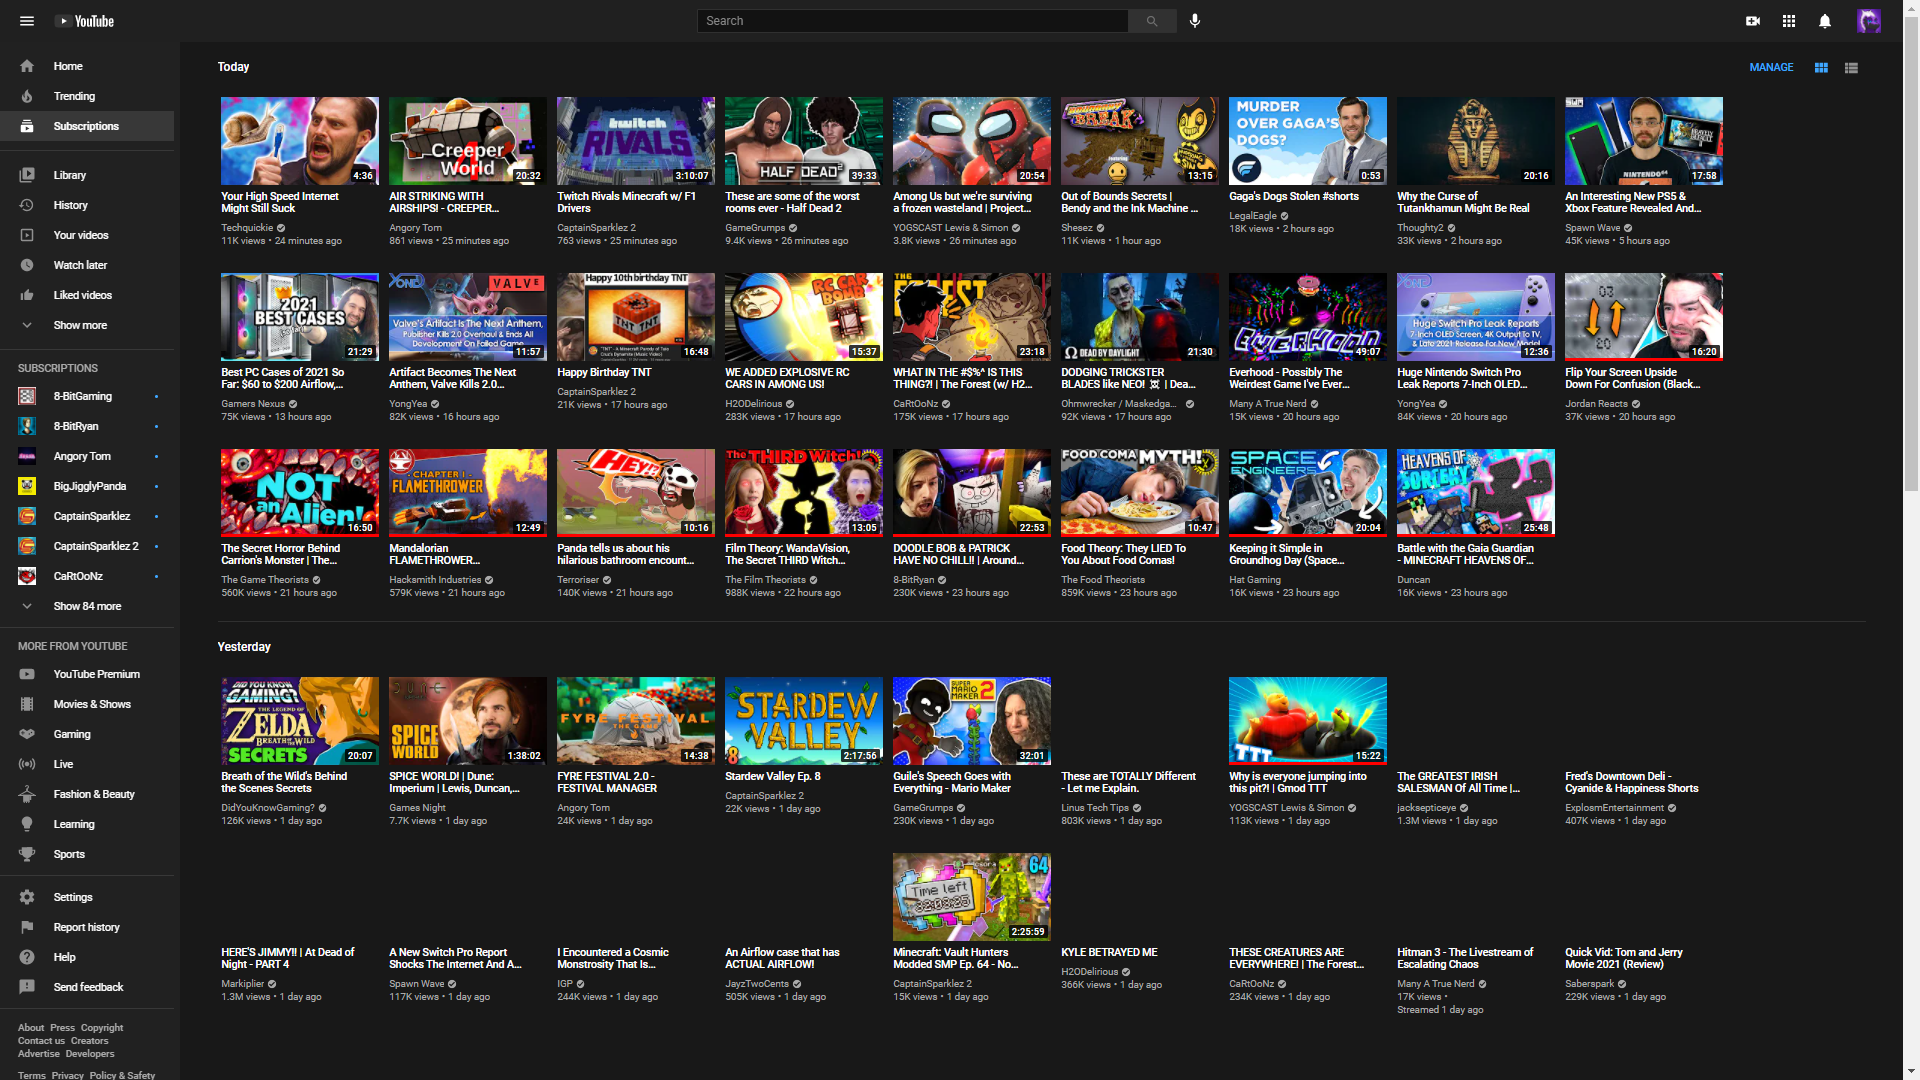 YouTube
Search
Home
Trending
Subscriptions
Library
History
Your videos
Watch later
Liked videos
Show more
SUBSCRIPTIONS
8-BitGaming
8-BitRyan
Angory Tom
BigJigglyPanda
CaptainSparklez
CaptainSparklez 2
CaRtOoNz
Show 84 more
MORE FROM YOUTUBE
YouTube Premium
Movies & Shows
Gaming
Live
Fashion & Beauty
Learning
Sports
Settings
Report history
Help
Send feedback
About Press Copyright
Contact us Creators
Advertise Developers
Terms Privacy Policy & Safety
Today
MANAGE
4:36
Your High Speed Internet
Might Still Suck
Techquickie
11K views • 24 minutes ago
Creeper
World
20:32
AIR STRIKING WITH
AIRSHIPS! - CREEPER...
Angory Tom
861 views • 25 minutes ago
twitch
RIVALS
3:10:07
Twitch Rivals Minecraft w/ F1
Drivers
CaptainSparklez 2
763 views • 25 minutes ago
HALF DEAD 2
39:33
These are some of the worst
rooms ever - Half Dead 2
GameGrumps
9.4K views • 26 minutes ago
20:54
Among Us but we're surviving
a frozen wasteland | Project...
YOGSCAST Lewis & Simon
3.8K views • 26 minutes ago
BREAK
13:15
Out of Bounds Secrets |
Bendy and the Ink Machine ...
Shesez
11K views • 1 hour ago
MURDER
OVER GAGA'S
DOGS?
0:53
Gaga's Dogs Stolen #shorts
LegalEagle
18K views • 2 hours ago
20:16
Why the Curse of
Tutankhamun Might Be Real
Thoughty2
33K views • 2 hours ago
NINTENDO
17:58
An Interesting New PS5 &
Xbox Feature Revealed And...
Spawn Wave
45K views • 5 hours ago
2021
BEST CASES
21:29
Best PC Cases of 2021 So
Far: $60 to $200 Airflow,...
Gamers Nexus
75K views • 13 hours ago
VALVE
Valve's Artifact Is The Next Anthem,
Publisher Kills 2.0 Overhaul & Ends All
Development On Failed Game
11:57
Artifact Becomes The Next
Anthem, Valve Kills 2.0...
YongYea
82K views • 16 hours ago
Happy 10th birthday TNT
TNT TNT
16:48
Happy Birthday TNT
CaptainSparklez 2
21K views • 17 hours ago
RC CAR
BOMB
15:37
WE ADDED EXPLOSIVE RC
CARS IN AMONG US!
H2ODelirious
283K views • 17 hours ago
THE
FOREST
23:18
WHAT IN THE #$%^ IS THIS
THING?! | The Forest (w/ H2...
CaRtOoNz
175K views • 17 hours ago
DEAD BY DAYLIGHT
21:30
DODGING TRICKSTER
BLADES like NEO! ☠ | Dea...
Ohmwrecker / Maskedga...
92K views • 17 hours ago
EVERHOOD
49:07
Everhood - Possibly The
Weirdest Game I've Ever...
Many A True Nerd
15K views • 20 hours ago
Huge Switch Pro Leak Reports
7-Inch OLED Screen, 4K Output To TV,
& Late 2021 Release For New Model
12:36
Huge Nintendo Switch Pro
Leak Reports 7-Inch OLED...
YongYea
84K views • 20 hours ago
16:20
Flip Your Screen Upside
Down For Confusion (Black...
Jordan Reacts
37K views • 20 hours ago
NOT
an Alien!
16:50
The Secret Horror Behind
Carrion's Monster | The...
The Game Theorists
560K views • 21 hours ago
CHAPTER 1 -
FLAMETHROWER
12:49
Mandalorian
FLAMETHROWER...
Hacksmith Industries
579K views • 21 hours ago
HEY!
10:16
Panda tells us about his
hilarious bathroom encount...
Terroriser
140K views • 21 hours ago
The THIRD Witch!
13:05
Film Theory: WandaVision,
The Secret THIRD Witch...
The Film Theorists
988K views • 22 hours ago
22:53
DOODLE BOB & PATRICK
HAVE NO CHILL!! | Around...
8-BitRyan
230K views • 23 hours ago
FOOD COMA MYTH!
10:47
Food Theory: They LIED To
You About Food Comas!
The Food Theorists
859K views • 23 hours ago
SPACE
ENGINEERS
20:04
Keeping it Simple in
Groundhog Day (Space...
Hat Gaming
16K views • 23 hours ago
HEAVENS OF
SORCERY
25:48
Battle with the Gaia Guardian
- MINECRAFT HEAVENS OF...
Duncan
16K views • 23 hours ago
Yesterday
DID YOU KNOW
GAMING?
THE LEGEND OF
ZELDA
BREATH OF THE WILD
SECRETS
20:07
Breath of the Wild's Behind
the Scenes Secrets
DidYouKnowGaming?
126K views • 1 day ago
DUNE
SPICE
WORLD
1:38:02
SPICE WORLD! | Dune:
Imperium | Lewis, Duncan,...
Games Night
7.7K views • 1 day ago
FYRE FESTIVAL
THE GAME
14:38
FYRE FESTIVAL 2.0 -
FESTIVAL MANAGER
Angory Tom
24K views • 1 day ago
STARDEW
VALLEY
8
2:17:56
Stardew Valley Ep. 8
CaptainSparklez 2
22K views • 1 day ago
SUPER
MARIO
MAKER 2
32:01
Guile's Speech Goes with
Everything - Mario Maker
GameGrumps
230K views • 1 day ago
These are TOTALLY Different
- Let me Explain.
Linus Tech Tips
803K views • 1 day ago
TTT
15:22
Why is everyone jumping into
this pit?! | Gmod TTT
YOGSCAST Lewis & Simon
113K views • 1 day ago
The GREATEST IRISH
SALESMAN Of All Time |...
jacksepticeye
1.3M views • 1 day ago
Fred's Downtown Deli -
Cyanide & Happiness Shorts
ExplosmEntertainment
407K views • 1 day ago
HERE'S JIMMY!! | At Dead of
Night - PART 4
Markiplier
1.3M views • 1 day ago
A New Switch Pro Report
Shocks The Internet And A...
Spawn Wave
117K views • 1 day ago
I Encountered a Cosmic
Monstrosity That Is...
IGP
244K views • 1 day ago
An Airflow case that has
ACTUAL AIRFLOW!
JayzTwoCents
505K views • 1 day ago
64
Time left
2:25:59
Minecraft: Vault Hunters
Modded SMP Ep. 64 - No...
CaptainSparklez 2
15K views • 1 day ago
KYLE BETRAYED ME
H2ODelirious
366K views • 1 day ago
THESE CREATURES ARE
EVERYWHERE! | The Forest...
CaRtOoNz
234K views • 1 day ago
Hitman 3 - The Livestream of
Escalating Chaos
Many A True Nerd
17K views •
Streamed 1 day ago
Quick Vid: Tom and Jerry
Movie 2021 (Review)
Saberspark
229K views • 1 day ago